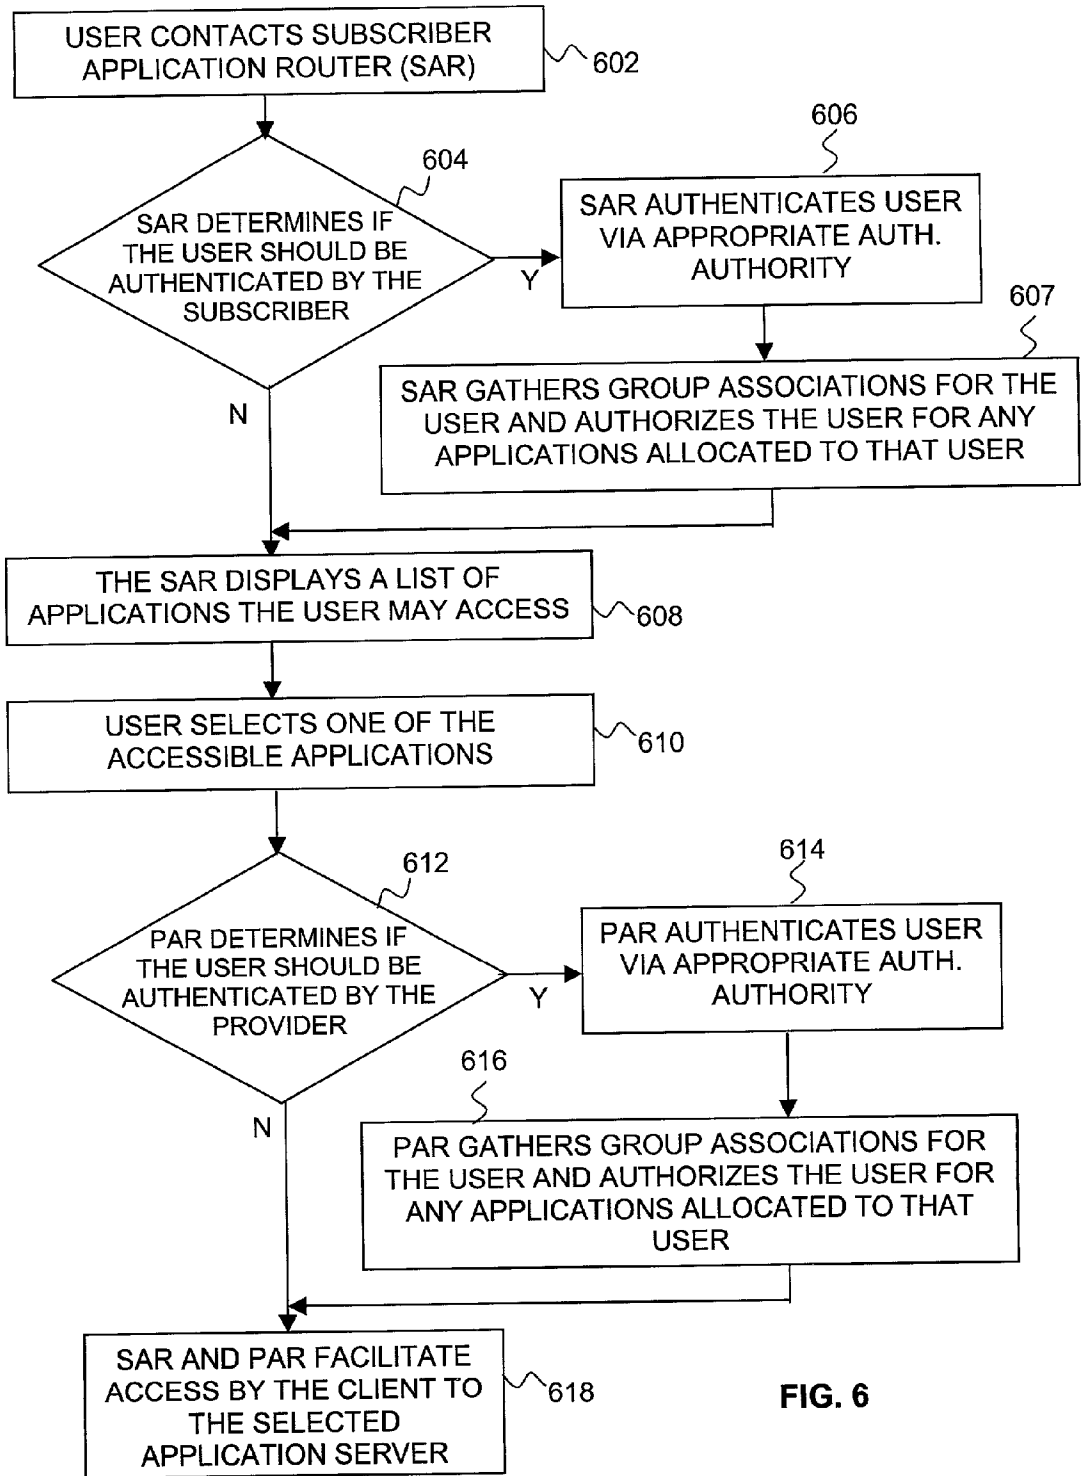 USER CONTACTS SUBSCRIBER
APPLICATION ROUTER (SAR)
602
604
SAR DETERMINES IF
THE USER SHOULD BE
AUTHENTICATED BY THE
SUBSCRIBER
Y
N
606
SAR AUTHENTICATES USER
VIA APPROPRIATE AUTH.
AUTHORITY
607
SAR GATHERS GROUP ASSOCIATIONS FOR THE
USER AND AUTHORIZES THE USER FOR ANY
APPLICATIONS ALLOCATED TO THAT USER
THE SAR DISPLAYS A LIST OF
APPLICATIONS THE USER MAY ACCESS
608
USER SELECTS ONE OF THE
ACCESSIBLE APPLICATIONS
610
612
PAR DETERMINES IF
THE USER SHOULD BE
AUTHENTICATED BY THE
PROVIDER
Y
N
614
PAR AUTHENTICATES USER
VIA APPROPRIATE AUTH.
AUTHORITY
616
PAR GATHERS GROUP ASSOCIATIONS FOR
THE USER AND AUTHORIZES THE USER FOR
ANY APPLICATIONS ALLOCATED TO THAT
USER
SAR AND PAR FACILITATE
ACCESS BY THE CLIENT TO
THE SELECTED
APPLICATION SERVER
618
FIG. 6